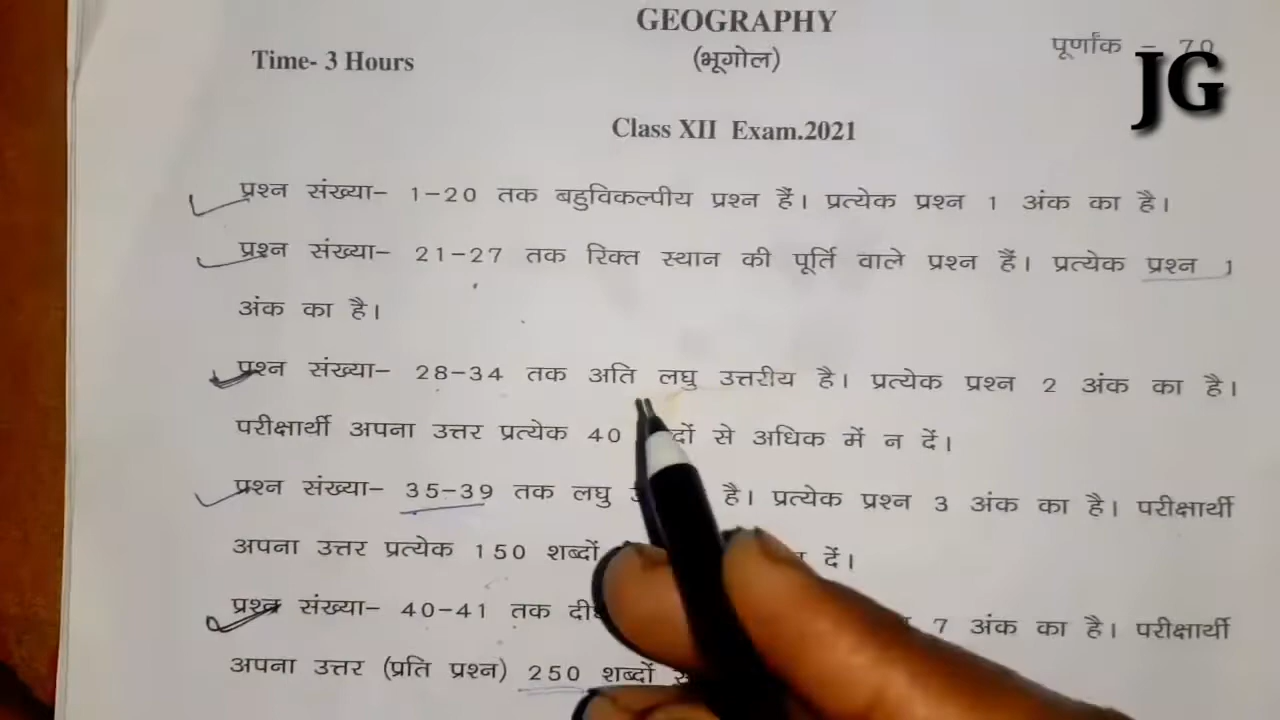 GEOGRAPHY
Time- 3 Hours (भूगोल) पूर्णांक - 70
JG
Class XII Exam.2021
प्रश्न संख्या- 1-20 तक बहुविकल्पीय प्रश्न हैं। प्रत्येक प्रश्न 1 अंक का है।
प्रश्न संख्या- 21-27 तक रिक्त स्थान की पूर्ति वाले प्रश्न हैं। प्रत्येक प्रश्न 1
अंक का है।
प्रश्न संख्या- 28-34 तक अति लघु उत्तरीय है। प्रत्येक प्रश्न 2 अंक का है।
परीक्षार्थी अपना उत्तर प्रत्येक 40 से अधिक में न दें।
प्रश्न संख्या- 35-39 तक लघु है। प्रत्येक प्रश्न 3 अंक का है। परीक्षार्थी
अपना उत्तर प्रत्येक 150 शब्दों दें।
प्रश्न संख्या- 40-41 तक 7 अंक का है। परीक्षार्थी
अपना उत्तर (प्रति प्रश्न) 250 शब्दों